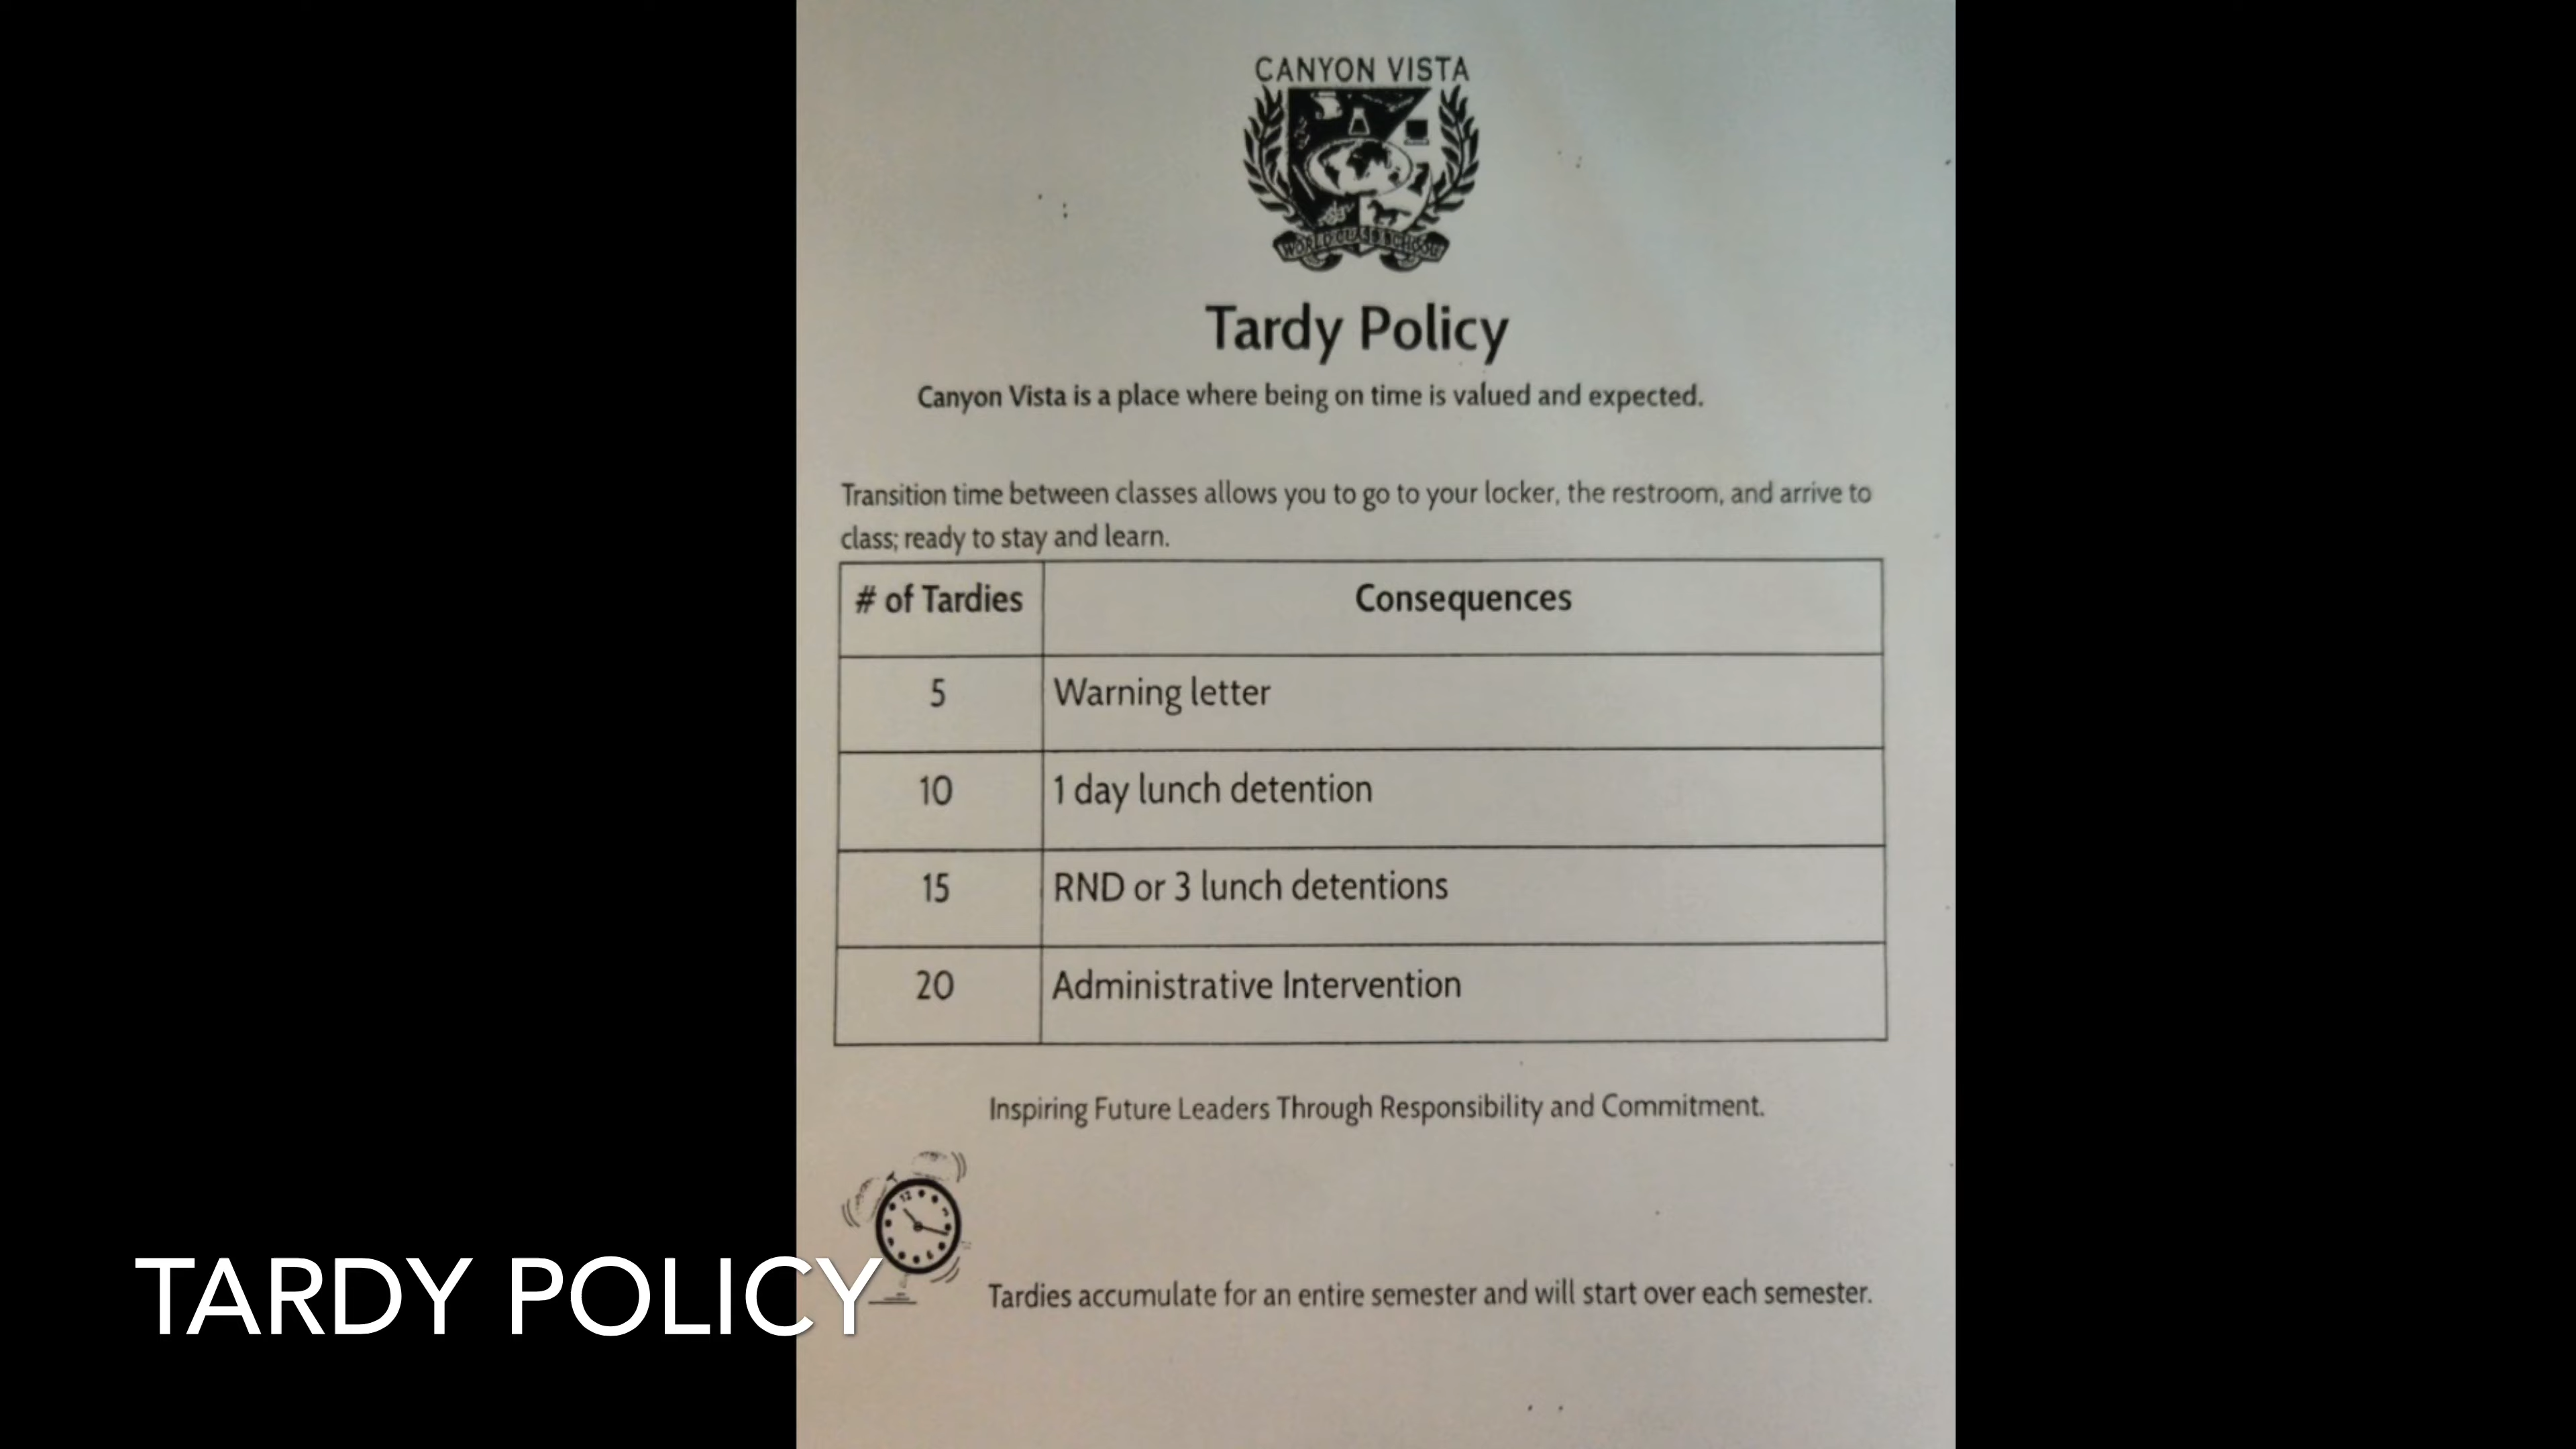 CANYON VISTA
WORLD CLASS SCHOOL
Tardy Policy
Canyon Vista is a place where being on time is valued and expected.
Transition time between classes allows you to go to your locker, the restroom, and arrive to
class; ready to stay and learn.
# of Tardies Consequences
5 Warning letter
10 1 day lunch detention
15 RND or 3 lunch detentions
20 Administrative Intervention
Inspiring Future Leaders Through Responsibility and Commitment.
12
TARDY POLICY
Tardies accumulate for an entire semester and will start over each semester.